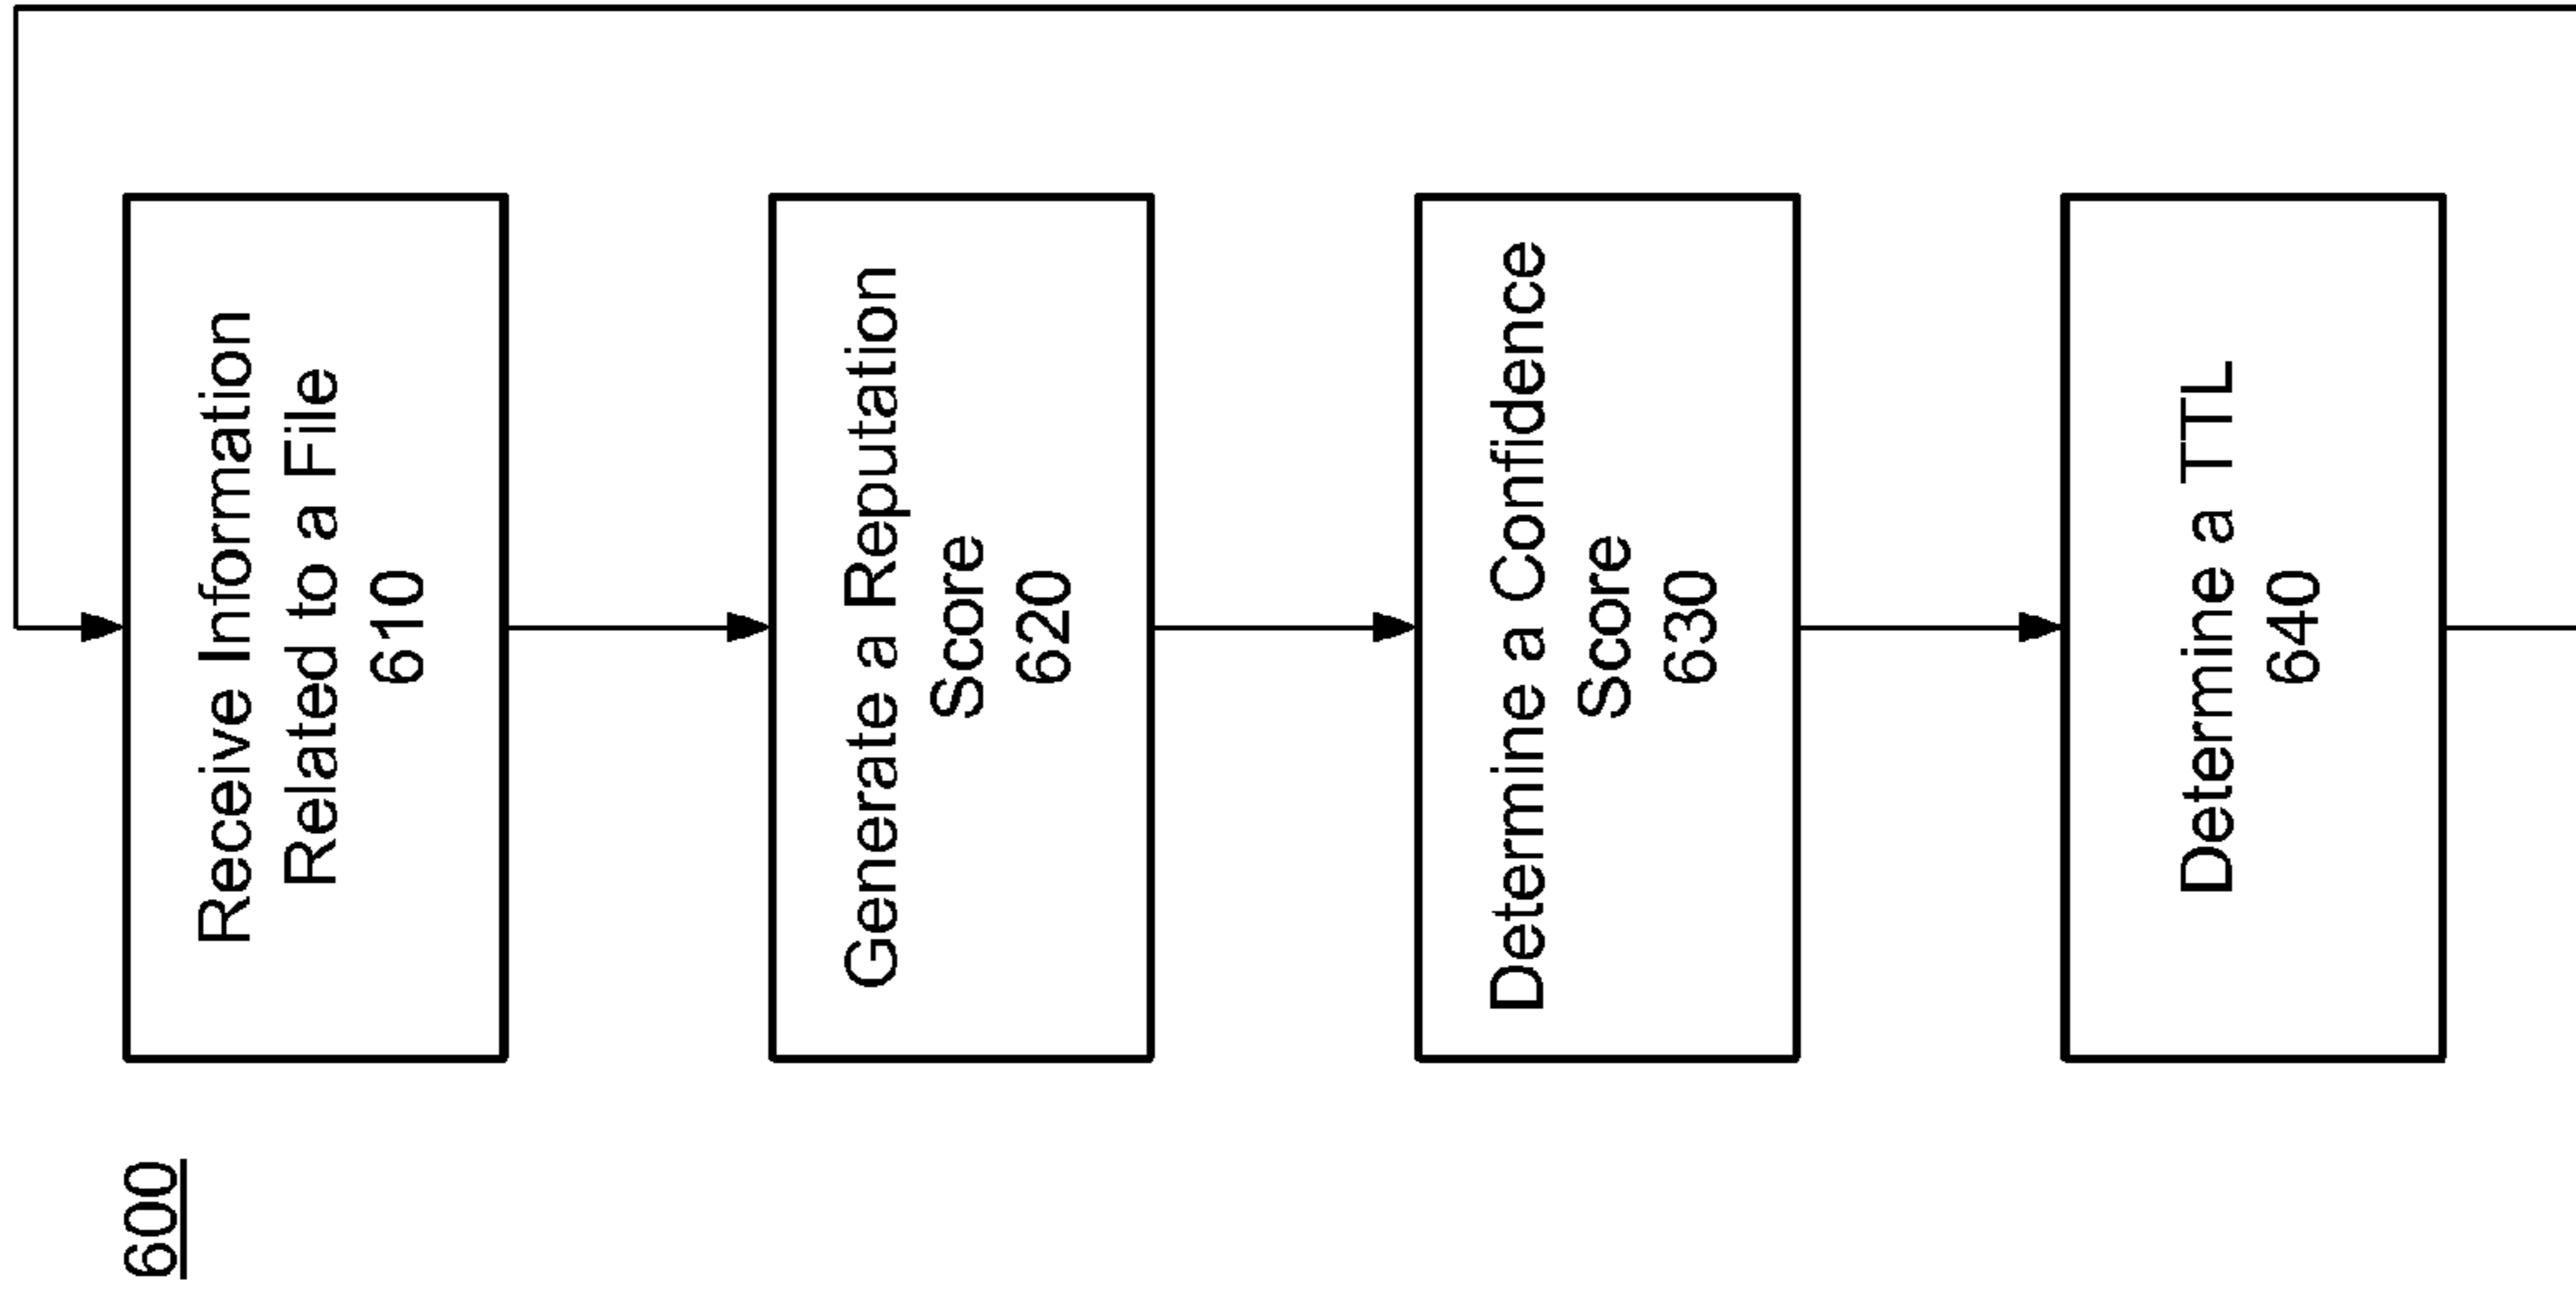 600
Receive Information
Related to a File
610
Generate a Reputation
Score
620
Determine a Confidence
Score
630
Determine a TTL
640